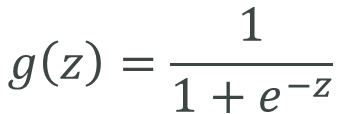 g(z) = 1 / (1 + e^{-z})